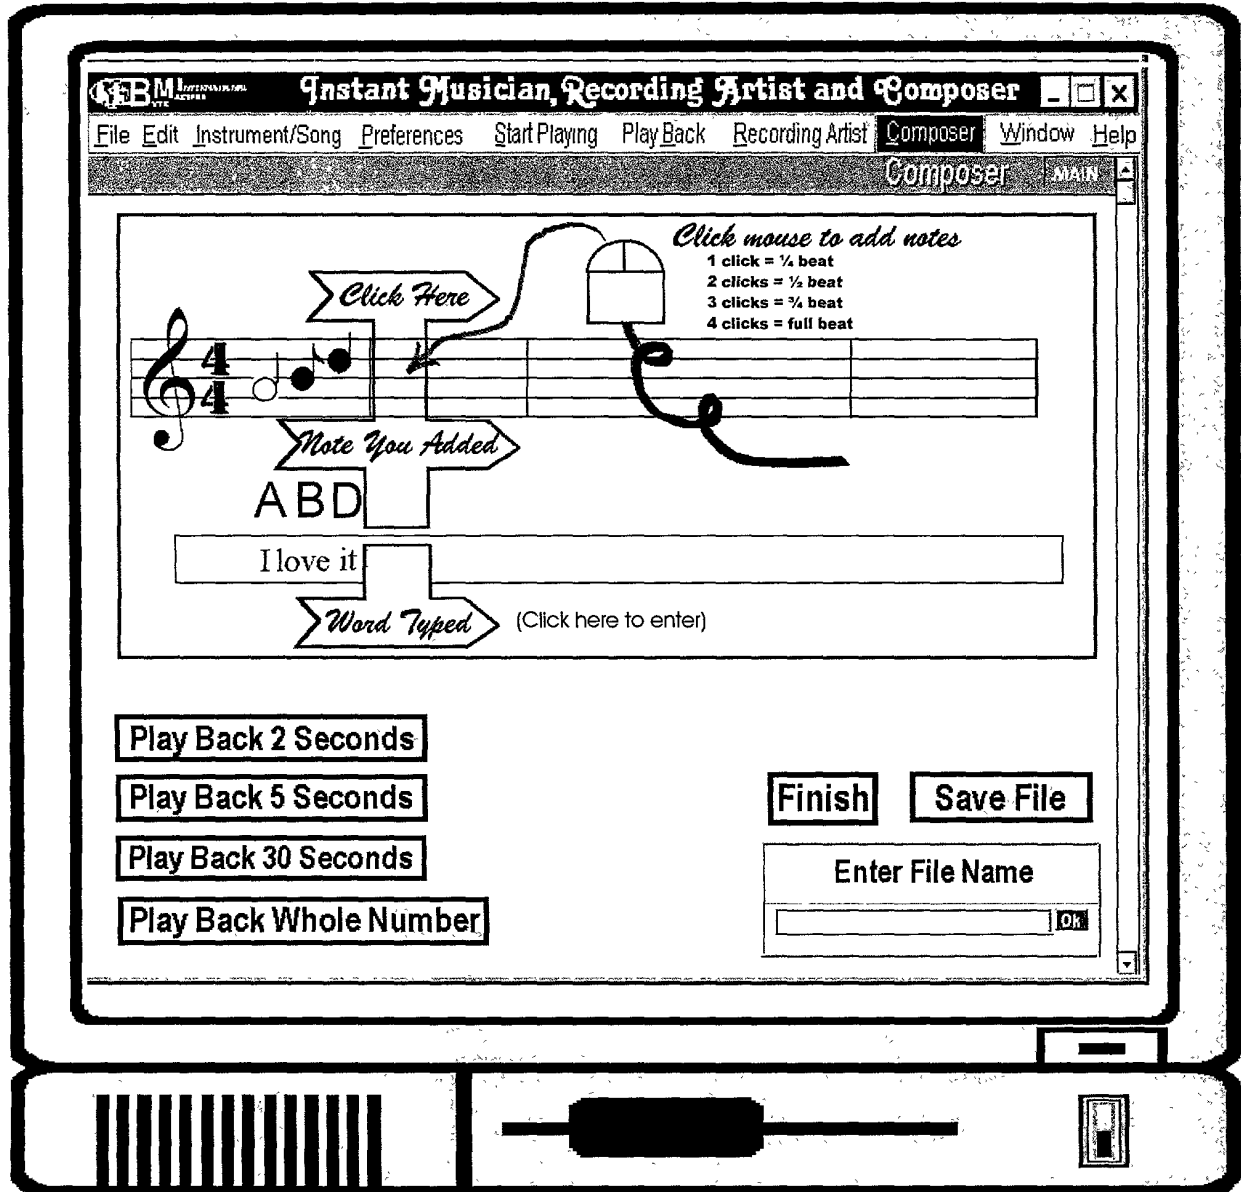 Instant Musician, Recording Artist and Composer
File Edit Instrument/Song Preferences Start Playing Play Back Recording Artist Composer Window Help
Composer MAIN
Click mouse to add notes
1 click = ¼ beat
2 clicks = ½ beat
3 clicks = ¾ beat
4 clicks = full beat
Click Here
4
4
Note You Added
A B D
I love it
Word Typed (Click here to enter)
Play Back 2 Seconds
Play Back 5 Seconds
Play Back 30 Seconds
Play Back Whole Number
Finish Save File
Enter File Name
Ok